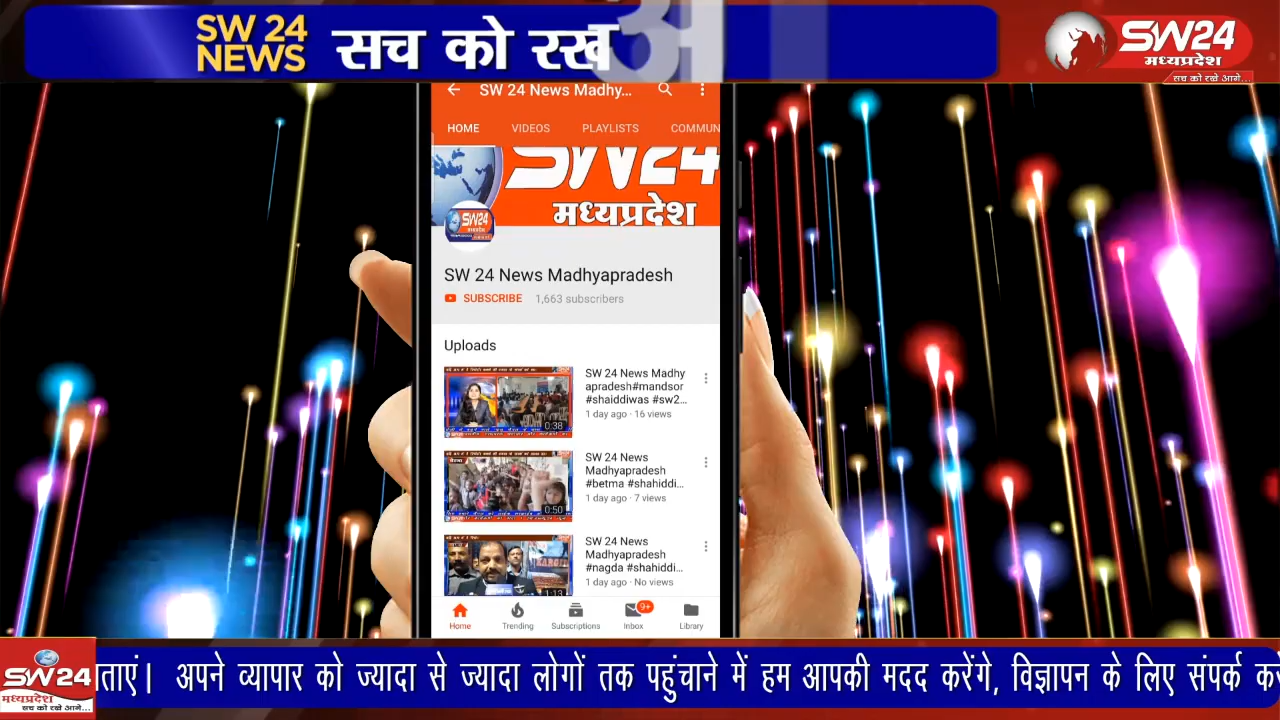 SW 24
NEWS
सच को रखे
SW24
मध्यप्रदेश
सच को रखे आगे...
SW 24 News Madhy...
HOME VIDEOS PLAYLISTS COMMUN
SW24
मध्यप्रदेश
SW24
SW 24 News Madhyapradesh
SUBSCRIBE 1,663 subscribers
Uploads
SW 24 News Madhy
apradesh#mandsor
#shaiddiwas #sw2...
1 day ago · 16 views
0:38
SW 24 News
Madhyapradesh
#betma #shahiddi...
1 day ago · 7 views
0:50
SW 24 News
Madhyapradesh
#nagda #shahiddi...
1 day ago · No views
1:13
9+
Home Trending Subscriptions Inbox Library
SW24
मध्यप्रदेश
सच को रखे आगे...
ताएं। अपने व्यापार को ज्यादा से ज्यादा लोगों तक पहुंचाने में हम आपकी मदद करेंगे, विज्ञापन के लिए संपर्क कर